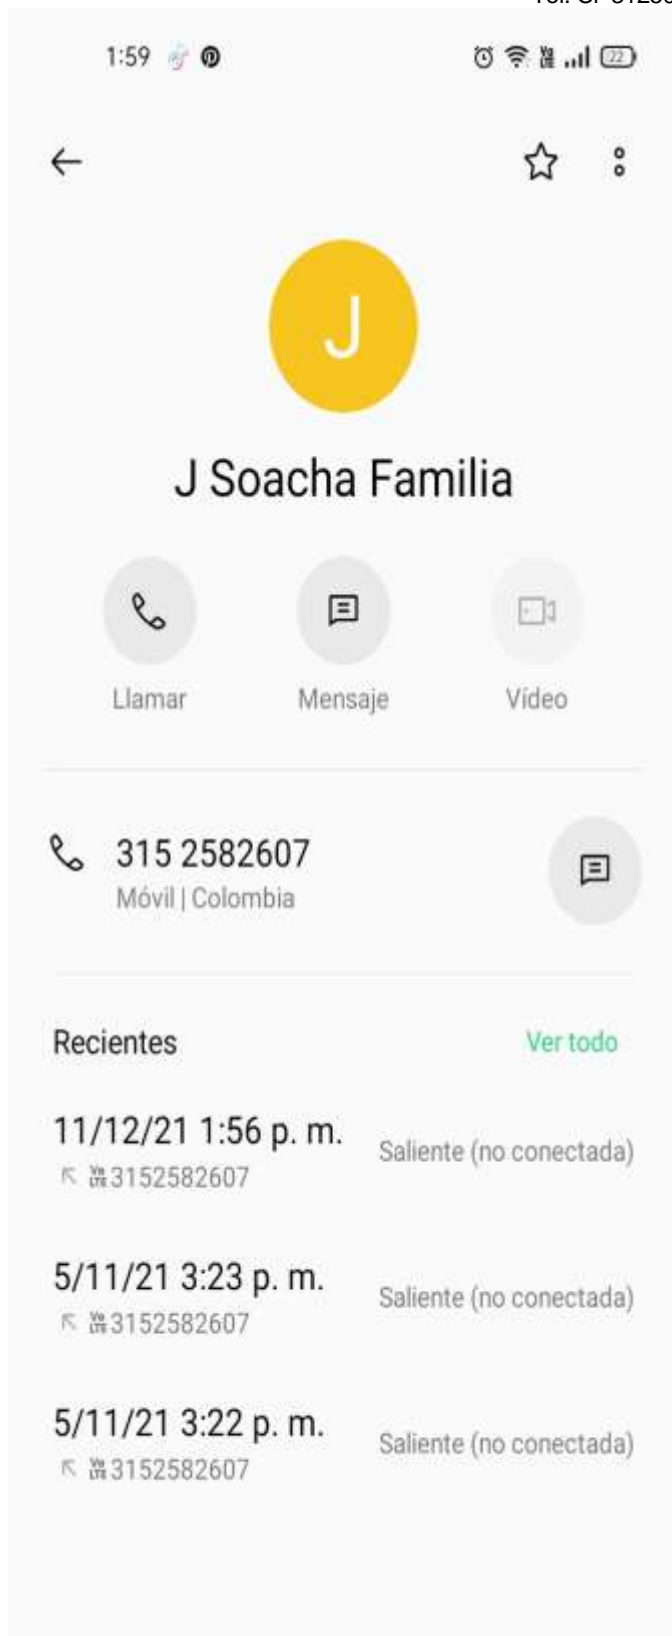 1:59
22
J
J Soacha Familia
Llamar Mensaje Vídeo
315 2582607
Móvil | Colombia
Recientes Ver todo
11/12/21 1:56 p. m. Saliente (no conectada)
3152582607
5/11/21 3:23 p. m. Saliente (no conectada)
3152582607
5/11/21 3:22 p. m. Saliente (no conectada)
3152582607